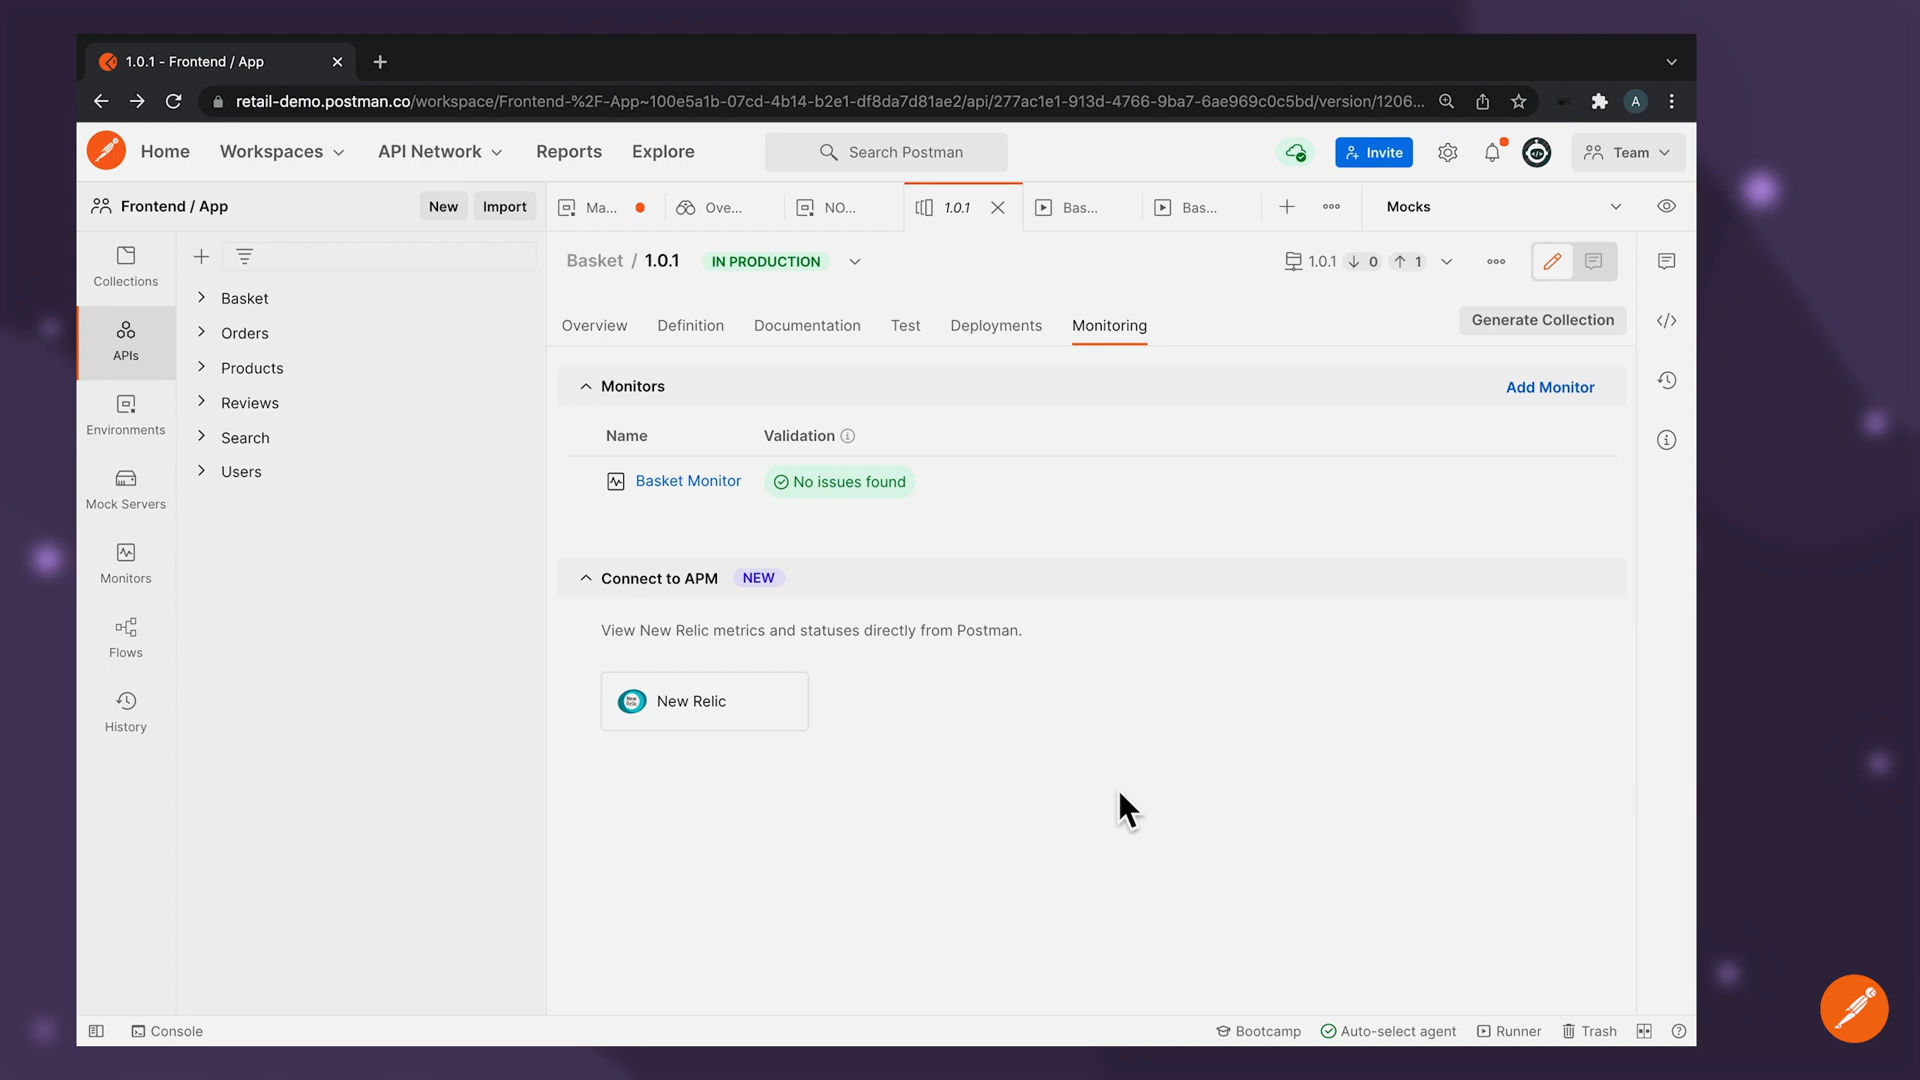 1.0.1 - Frontend / App
retail-demo.postman.co/workspace/Frontend-%2F-App~100e5a1b-07cd-4b14-b2e1-df8da7d81ae2/api/277ac1e1-913d-4766-9ba7-6ae969c0c5bd/version/1206...
A
Home Workspaces API Network Reports Explore
Search Postman
Invite
Team
Frontend / App
New Import
Ma... Ove... NO... 1.0.1 Bas... Bas...
Mocks
Collections
APIs
Environments
Mock Servers
Monitors
Flows
History
Basket
Orders
Products
Reviews
Search
Users
Basket / 1.0.1 IN PRODUCTION
1.0.1 0 1
Overview Definition Documentation Test Deployments Monitoring
Generate Collection
Monitors
Add Monitor
Name Validation
Basket Monitor No issues found
Connect to APM NEW
View New Relic metrics and statuses directly from Postman.
New Relic New Relic
Console
Bootcamp Auto-select agent Runner Trash